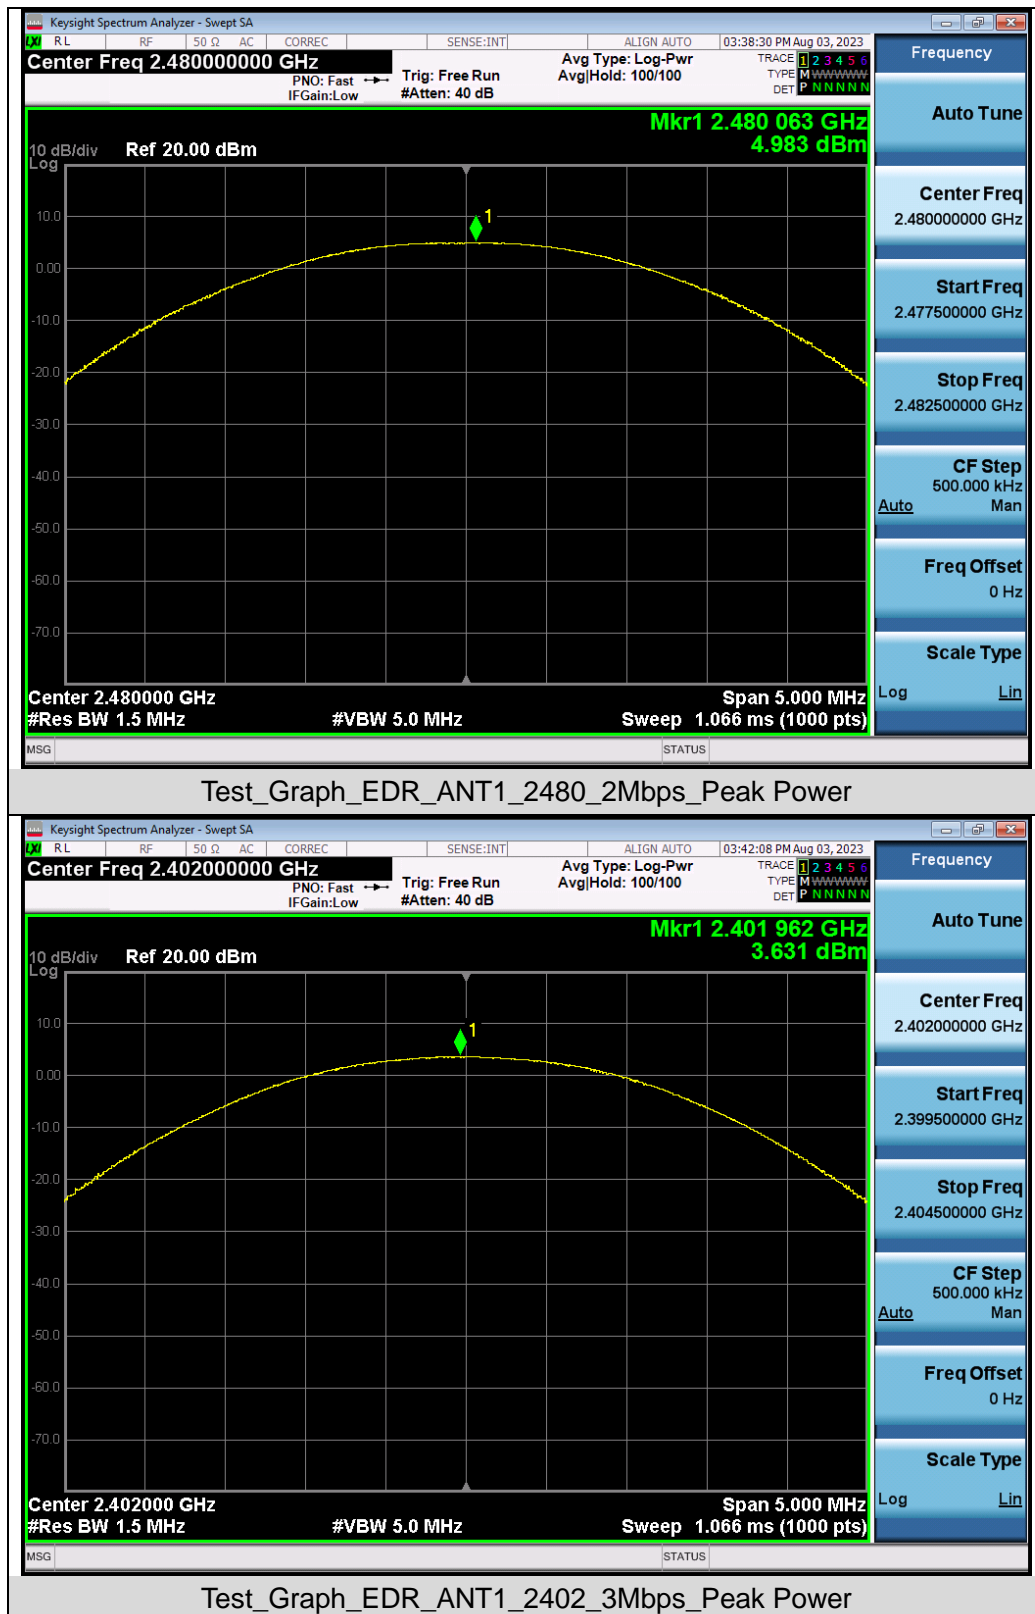 Keysight Spectrum Analyzer - Swept SA
LXI RL RF 50 Ω AC CORREC SENSE:INT ALIGN AUTO 03:38:30 PM Aug 03, 2023
Center Freq 2.480000000 GHz
PNO: Fast
IFGain:Low
Trig: Free Run
#Atten: 40 dB
Avg Type: Log-Pwr
Avg|Hold: 100/100
TRACE 1 2 3 4 5 6
TYPE M WWWWW
DET P N N N N N
Mkr1 2.480 063 GHz
4.983 dBm
10 dB/div Ref 20.00 dBm
Log
1
10.0
0.00
-10.0
-20.0
-30.0
-40.0
-50.0
-60.0
-70.0
Center 2.480000 GHz Span 5.000 MHz
#Res BW 1.5 MHz #VBW 5.0 MHz Sweep 1.066 ms (1000 pts)
MSG STATUS
Frequency
Auto Tune
Center Freq
2.480000000 GHz
Start Freq
2.477500000 GHz
Stop Freq
2.482500000 GHz
CF Step
500.000 kHz
Auto Man
Freq Offset
0 Hz
Scale Type
Log Lin
Test_Graph_EDR_ANT1_2480_2Mbps_Peak Power
Keysight Spectrum Analyzer - Swept SA
LXI RL RF 50 Ω AC CORREC SENSE:INT ALIGN AUTO 03:42:08 PM Aug 03, 2023
Center Freq 2.402000000 GHz
PNO: Fast
IFGain:Low
Trig: Free Run
#Atten: 40 dB
Avg Type: Log-Pwr
Avg|Hold: 100/100
TRACE 1 2 3 4 5 6
TYPE M WWWWW
DET P N N N N N
Mkr1 2.401 962 GHz
3.631 dBm
10 dB/div Ref 20.00 dBm
Log
1
10.0
0.00
-10.0
-20.0
-30.0
-40.0
-50.0
-60.0
-70.0
Center 2.402000 GHz Span 5.000 MHz
#Res BW 1.5 MHz #VBW 5.0 MHz Sweep 1.066 ms (1000 pts)
MSG STATUS
Frequency
Auto Tune
Center Freq
2.402000000 GHz
Start Freq
2.399500000 GHz
Stop Freq
2.404500000 GHz
CF Step
500.000 kHz
Auto Man
Freq Offset
0 Hz
Scale Type
Log Lin
Test_Graph_EDR_ANT1_2402_3Mbps_Peak Power